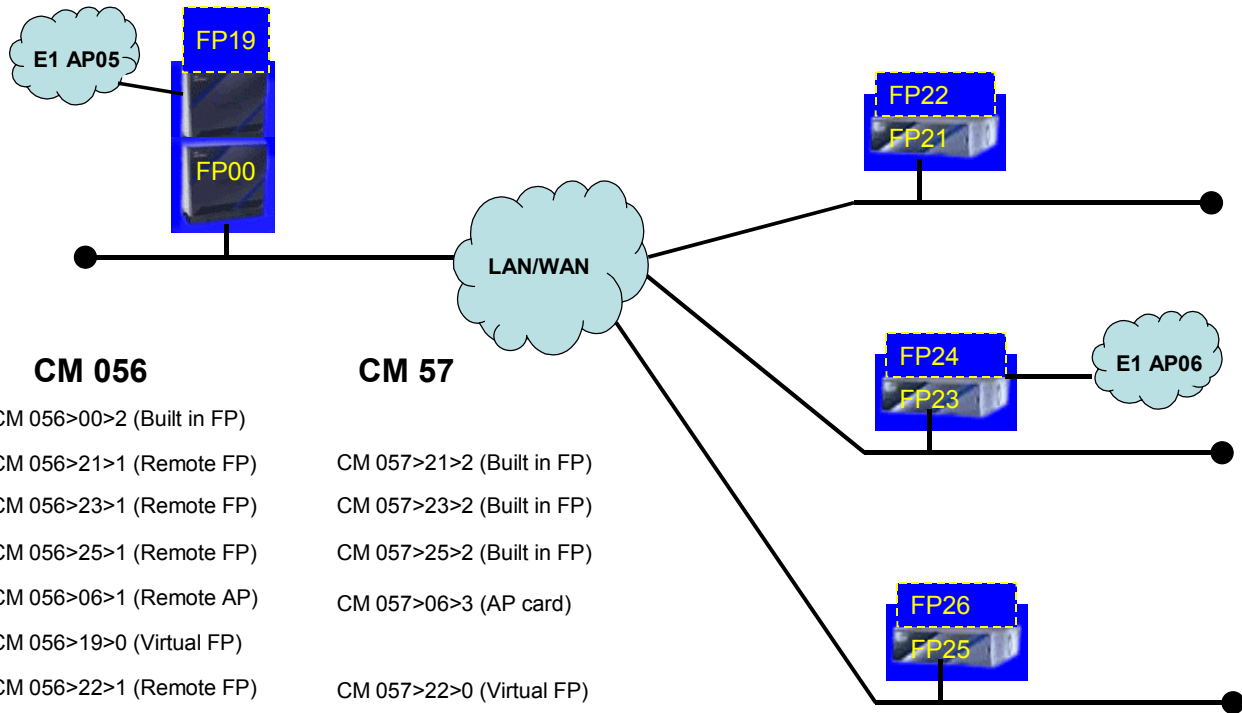 E1 AP05
FP19
FP00
LAN/WAN
FP22
FP21
FP24
FP23
E1 AP06
FP26
FP25
CM 056
CM 57
CM 056>00>2 (Built in FP)
CM 056>21>1 (Remote FP)
CM 057>21>2 (Built in FP)
CM 056>23>1 (Remote FP)
CM 057>23>2 (Built in FP)
CM 056>25>1 (Remote FP)
CM 057>25>2 (Built in FP)
CM 056>06>1 (Remote AP)
CM 057>06>3 (AP card)
CM 056>19>0 (Virtual FP)
CM 056>22>1 (Remote FP)
CM 057>22>0 (Virtual FP)